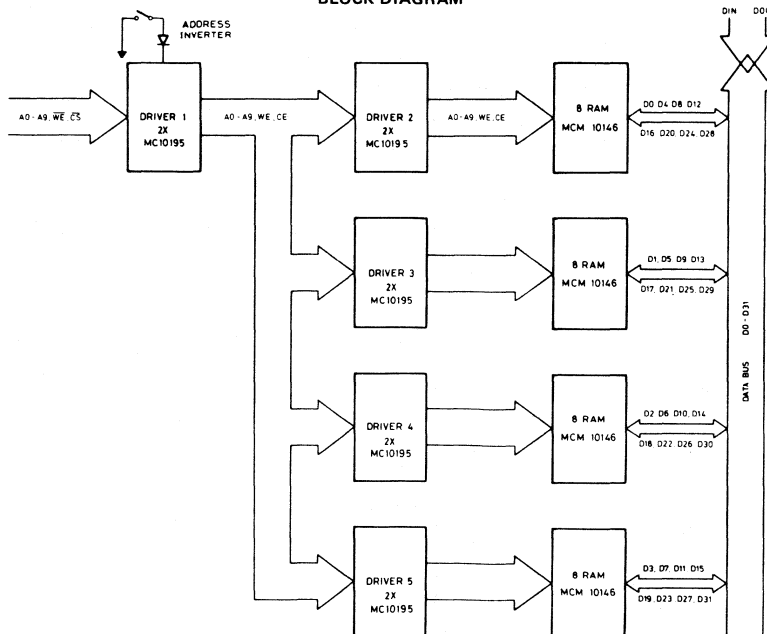 BLOCK DIAGRAM
DIN
ADDRESS
INVERTER
A0 - A9, W̅E̅, C̅S̅
DRIVER 1
2X
MC10195
A0 - A9, WE, CE
DRIVER 2
2X
MC10195
A0 - A9, WE, CE
8 RAM
MCM 10146
D0 D4 D8 D12
D16, D20, D24, D28
DRIVER 3
2X
MC10195
8 RAM
MCM 10146
D1, D5, D9, D13
D17, D21, D25, D29
DATA BUS D0 - D31
DRIVER 4
2X
MC10195
8 RAM
MCM 10146
D2 D6 D10, D14
D18, D22, D26 D30
DRIVER 5
2X
MC10195
8 RAM
MCM 10146
D3, D7, D11 D15
D19, D23 D27, D31